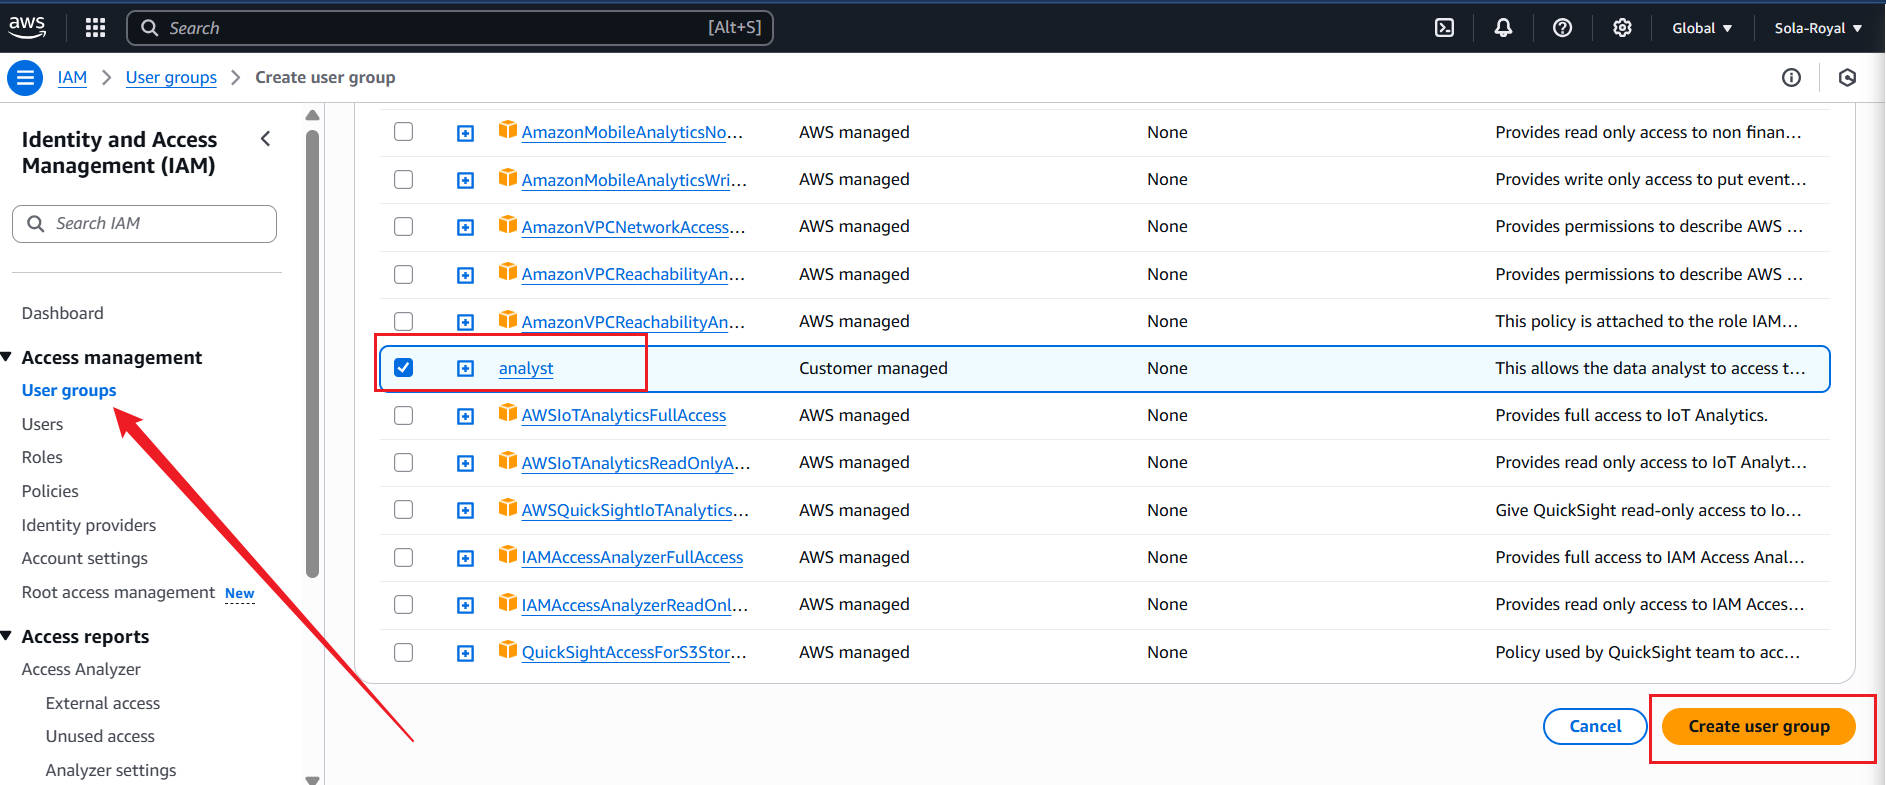 aws Search [Alt+S] Global Sola-Royal
IAM User groups Create user group
Identity and Access
Management (IAM)
Search IAM
Dashboard
Access management
User groups
Users
Roles
Policies
Identity providers
Account settings
Root access management New
Access reports
Access Analyzer
External access
Unused access
Analyzer settings
AmazonMobileAnalyticsNo... AWS managed None Provides read only access to non finan...
AmazonMobileAnalyticsWri... AWS managed None Provides write only access to put event...
AmazonVPCNetworkAccess... AWS managed None Provides permissions to describe AWS ...
AmazonVPCReachabilityAn... AWS managed None Provides permissions to describe AWS ...
AmazonVPCReachabilityAn... AWS managed None This policy is attached to the role IAM...
analyst Customer managed None This allows the data analyst to access t...
AWSIoTAnalyticsFullAccess AWS managed None Provides full access to IoT Analytics.
AWSIoTAnalyticsReadOnlyA... AWS managed None Provides read only access to IoT Analyt...
AWSQuickSightIoTAnalytics... AWS managed None Give QuickSight read-only access to Io...
IAMAccessAnalyzerFullAccess AWS managed None Provides full access to IAM Access Anal...
IAMAccessAnalyzerReadOnl... AWS managed None Provides read only access to IAM Acces...
QuickSightAccessForS3Stor... AWS managed None Policy used by QuickSight team to acc...
Cancel Create user group